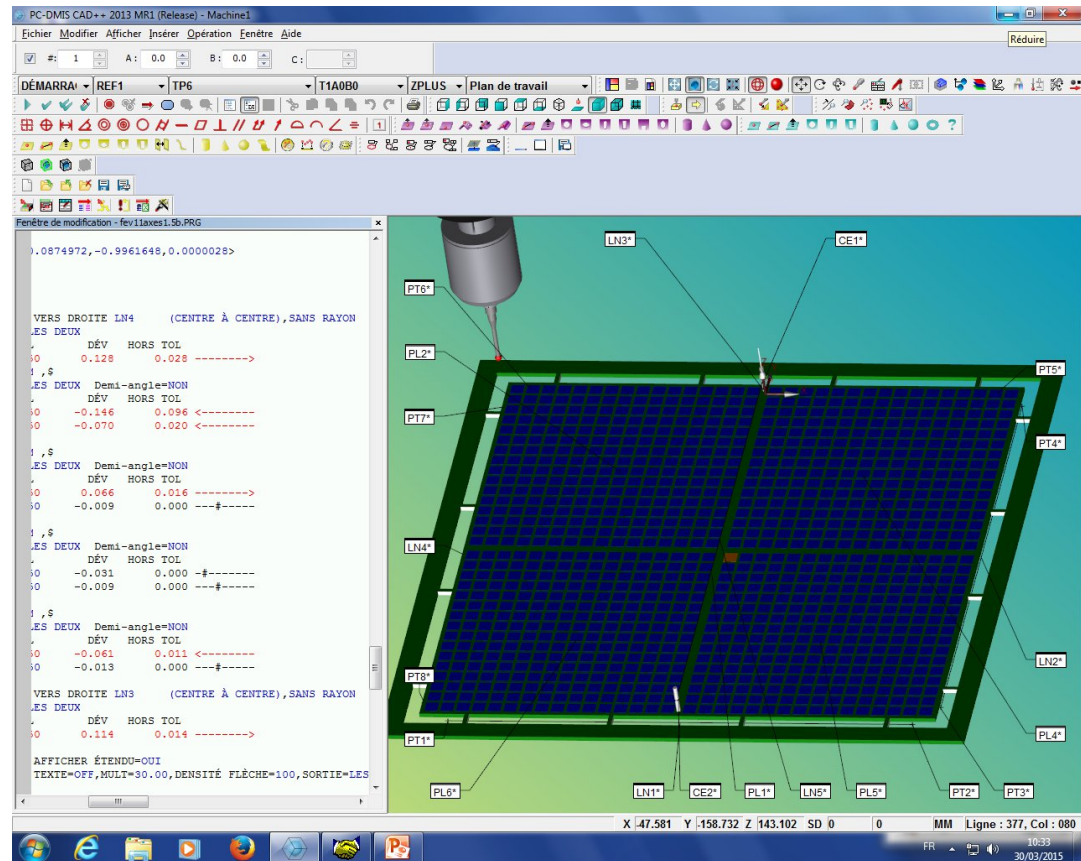 PC-DMIS CAD++ 2013 MR1 (Release) - Machine1
Fichier Modifier Afficher Insérer Opération Fenêtre Aide
Réduire
#: 1 A: 0.0 B: 0.0 C:
DÉMARRA REF1 TP6 T1A0B0 ZPLUS Plan de travail
Fenêtre de modification - fev11axes1.5b.PRG
0.0874972,-0.9961648,0.0000028>
VERS DROITE LN4 (CENTRE À CENTRE),SANS RAYON
LES DEUX
DÉV HORS TOL
0.128 0.028 -------->
,$
LES DEUX Demi-angle=NON
DÉV HORS TOL
-0.146 0.096 <--------
-0.070 0.020 <--------
,$
LES DEUX Demi-angle=NON
DÉV HORS TOL
0.066 0.016 -------->
-0.009 0.000 ---#-----
,$
LES DEUX Demi-angle=NON
DÉV HORS TOL
-0.031 0.000 -#-------
-0.009 0.000 ---#-----
,$
LES DEUX Demi-angle=NON
DÉV HORS TOL
-0.061 0.011 <--------
-0.013 0.000 ---#-----
VERS DROITE LN3 (CENTRE À CENTRE),SANS RAYON
LES DEUX
DÉV HORS TOL
0.114 0.014 -------->
AFFICHER ÉTENDU=OUI
TEXTE=OFF,MULT=30.00,DENSITÉ FLÈCHE=100,SORTIE=LES
LN3* CE1*
PT6*
PL2*
PT5*
PT7*
PT4*
LN4*
LN2*
PT8*
PL4*
PT1*
PL6* LN1* CE2* PL1* LN5* PL5* PT2* PT3*
X -47.581 Y -158.732 Z 143.102 SD 0 0 MM Ligne : 377, Col : 080
FR 10:33
30/03/2015